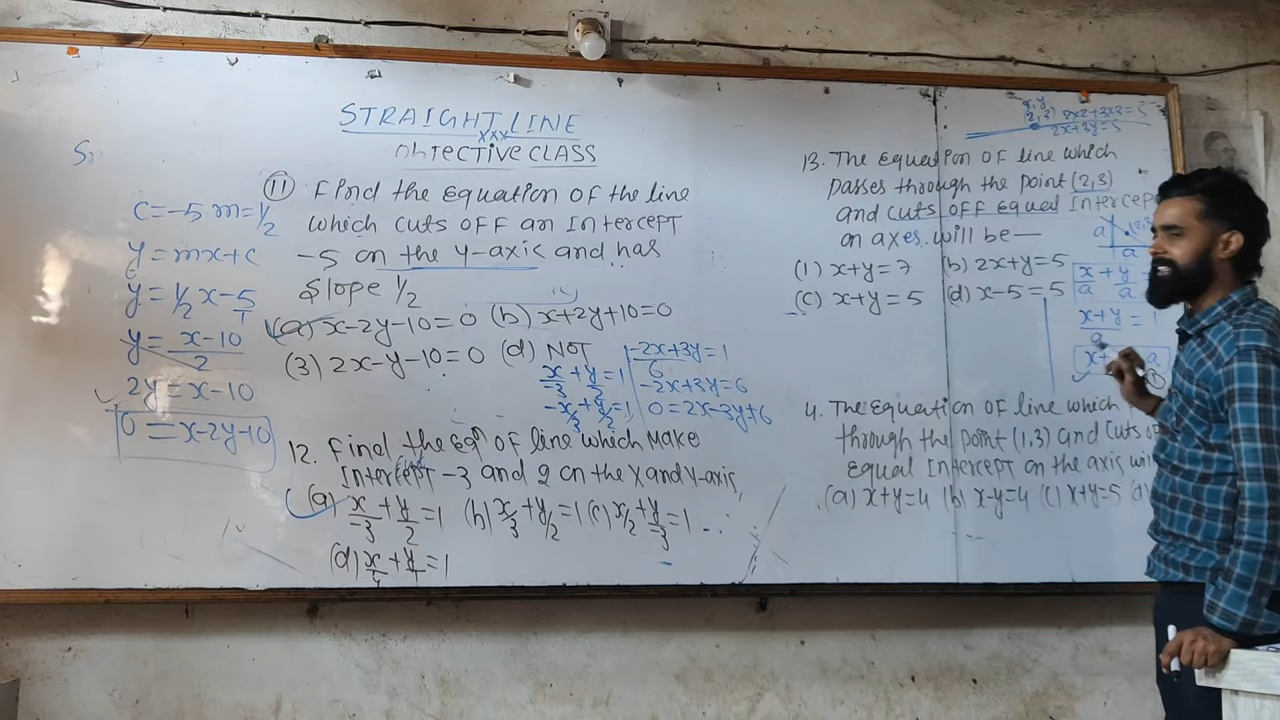 STRAIGHT LINE
xxx
OBJECTIVE CLASS
C=-5 m=1/2
y=mx+c
y=1/2 x-5
y=x-10/2
2y=x-10
0=x-2y-10
(11) Find the Equation OF the line
which cuts OFF an Intercept
-5 on the Y-axis and has
Slope 1/2
(a) x-2y-10=0 (b) x+2y+10=0
(3) 2x-y-10=0 (d) NOT
x/-3+y/2=1
-x/3+y/2=1
-2x+3y/6=1
-2x+3y=6
0=2x-3y+6
12. Find the Eqn OF line which Make
Intercept -3 and 2 on the X and Y-axis
(a) x/-3+y/2=1 (b) x/3+y/2=1 (c) x/2+y/-3=1
(d) x/4+y/1=1
x,y
(2,3) 2x2+3x3=5
2x+3y=5
13. The Equation OF line which
Passes through the point (2,3)
and cuts OFF Equal Intercep
on axes will be—
(1) x+y=7 (b) 2x+y=5
(c) x+y=5 (d) x-5=5
a
a
x/a+y/a=
x+y/a=1
4. The Equation OF line which
through the point (1,3) and cuts
Equal Intercept on the axis wi
(a) x+y=4 (b) x-y=4 (c) x+y=5 (d)